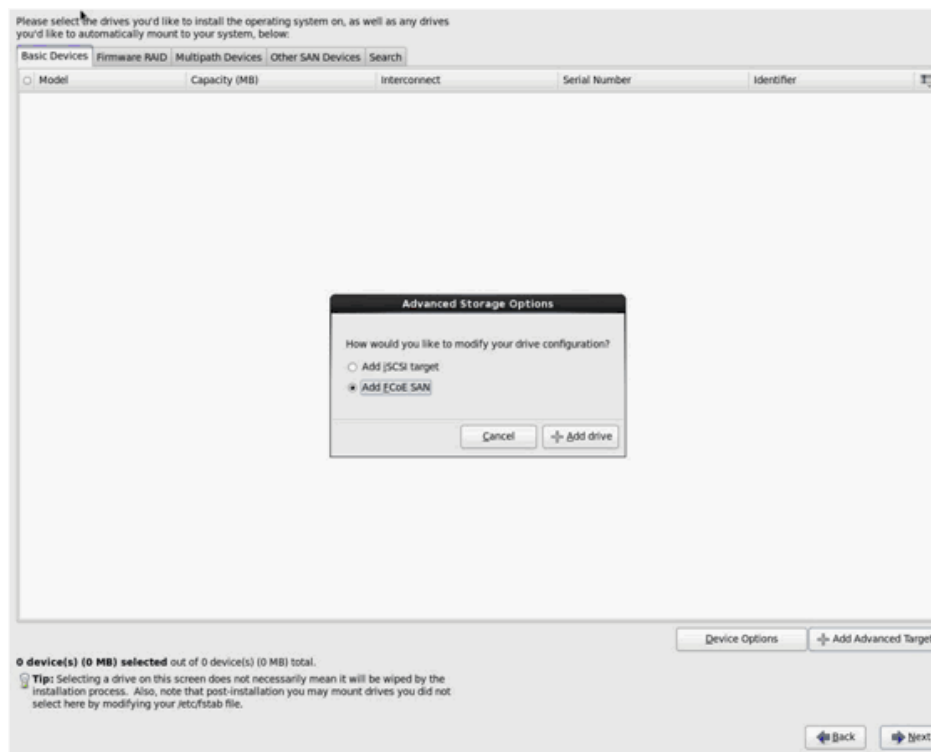 Please select the drives you'd like to install the operating system on, as well as any drives
you'd like to automatically mount to your system, below:
Basic Devices Firmware RAID Multipath Devices Other SAN Devices Search
Model Capacity (MB) Interconnect Serial Number Identifier
Advanced Storage Options
How would you like to modify your drive configuration?
Add iSCSI target
Add FCoE SAN
Cancel Add drive
Device Options Add Advanced Target
0 device(s) (0 MB) selected out of 0 device(s) (0 MB) total.
Tip: Selecting a drive on this screen does not necessarily mean it will be wiped by the
installation process. Also, note that post-installation you may mount drives you did not
select here by modifying your /etc/fstab file.
Back Next